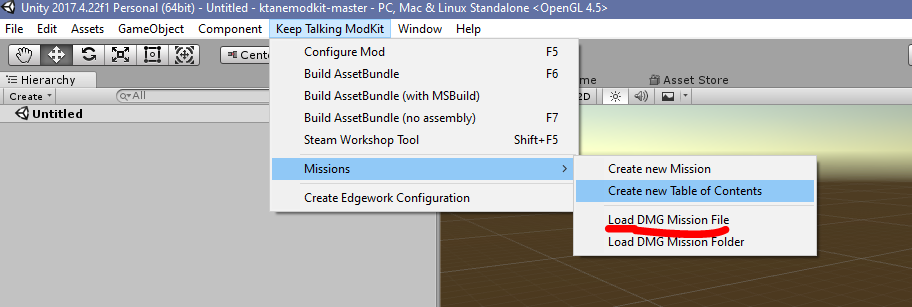 Unity 2017.4.22f1 Personal (64bit) - Untitled - ktanemodkit-master - PC, Mac & Linux Standalone <OpenGL 4.5>
File Edit Assets GameObject Component Keep Talking ModKit Window Help
Configure Mod F5
Build AssetBundle F6
Build AssetBundle (with MSBuild)
Build AssetBundle (no assembly) F7
Steam Workshop Tool Shift+F5
Missions
Create Edgework Configuration
Hierarchy
Create All
Untitled
Asset Store
Create new Mission
Create new Table of Contents
Load DMG Mission File
Load DMG Mission Folder